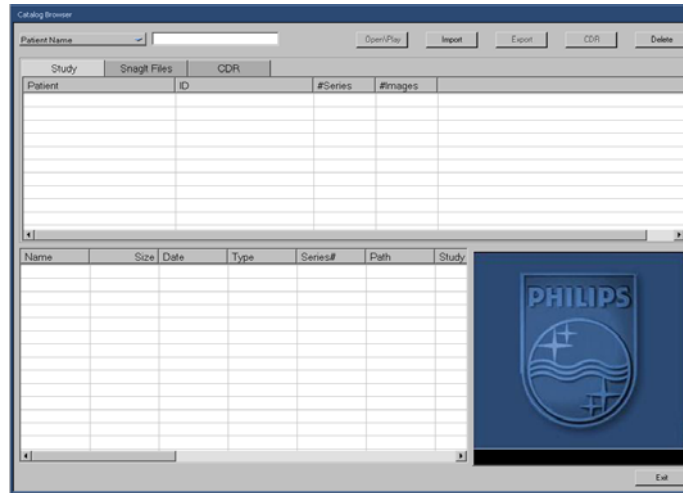 Catalog Browser
Patient Name Open\Play Import Export CDR Delete
Study SnagIt Files CDR
Patient ID #Series #Images
Name Size Date Type Series# Path Study
PHILIPS
Exit